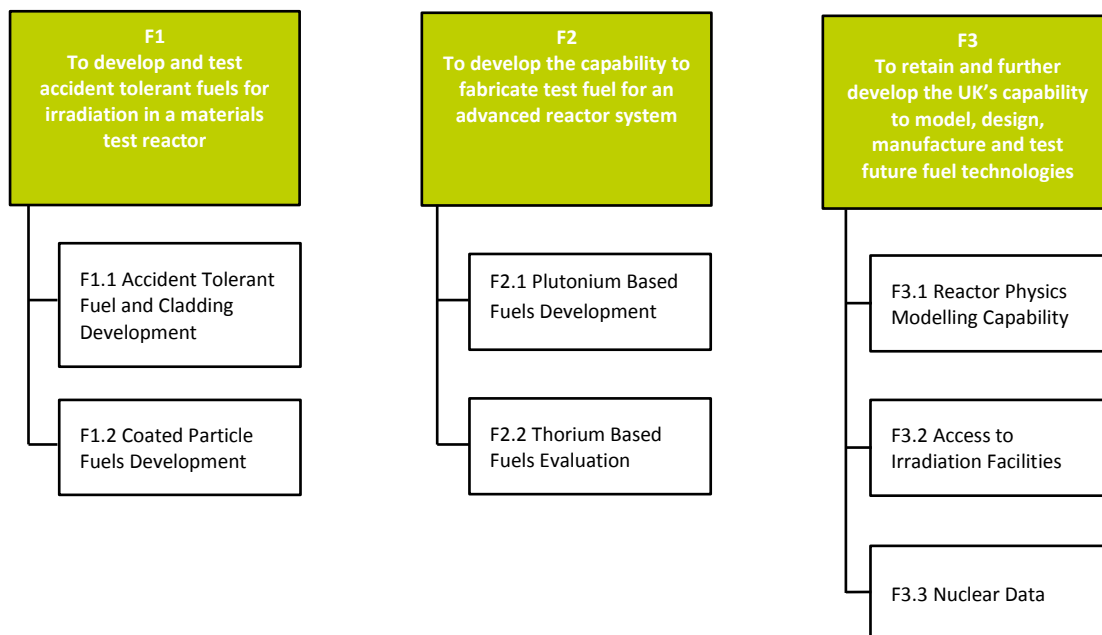 F1
To develop and test
accident tolerant fuels for
irradiation in a materials
test reactor
F1.1 Accident Tolerant
Fuel and Cladding
Development
F1.2 Coated Particle
Fuels Development
F2
To develop the capability to
fabricate test fuel for an
advanced reactor system
F2.1 Plutonium Based
Fuels Development
F2.2 Thorium Based
Fuels Evaluation
F3
To retain and further
develop the UK’s capability
to model, design,
manufacture and test
future fuel technologies
F3.1 Reactor Physics
Modelling Capability
F3.2 Access to
Irradiation Facilities
F3.3 Nuclear Data